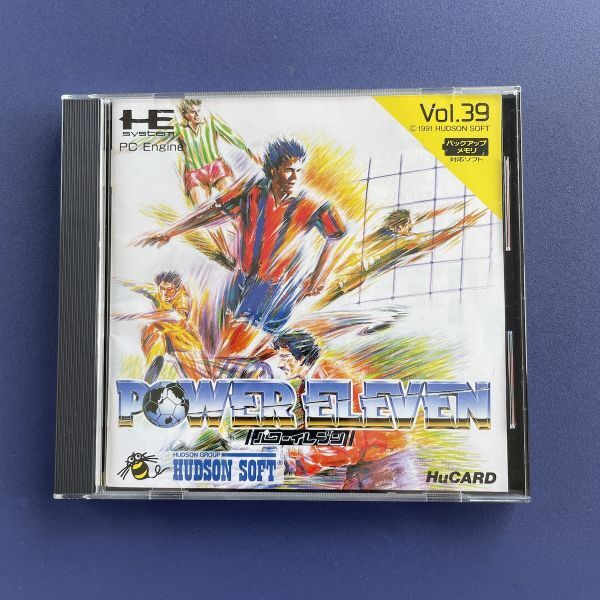 HE
system
PC Engine
Vol.39
© 1991 HUDSON SOFT
バックアップ
メモリ
対応ソフト
POWER ELEVEN
パワーイレブン
HUDSON GROUP
HUDSON SOFT®
HuCARD